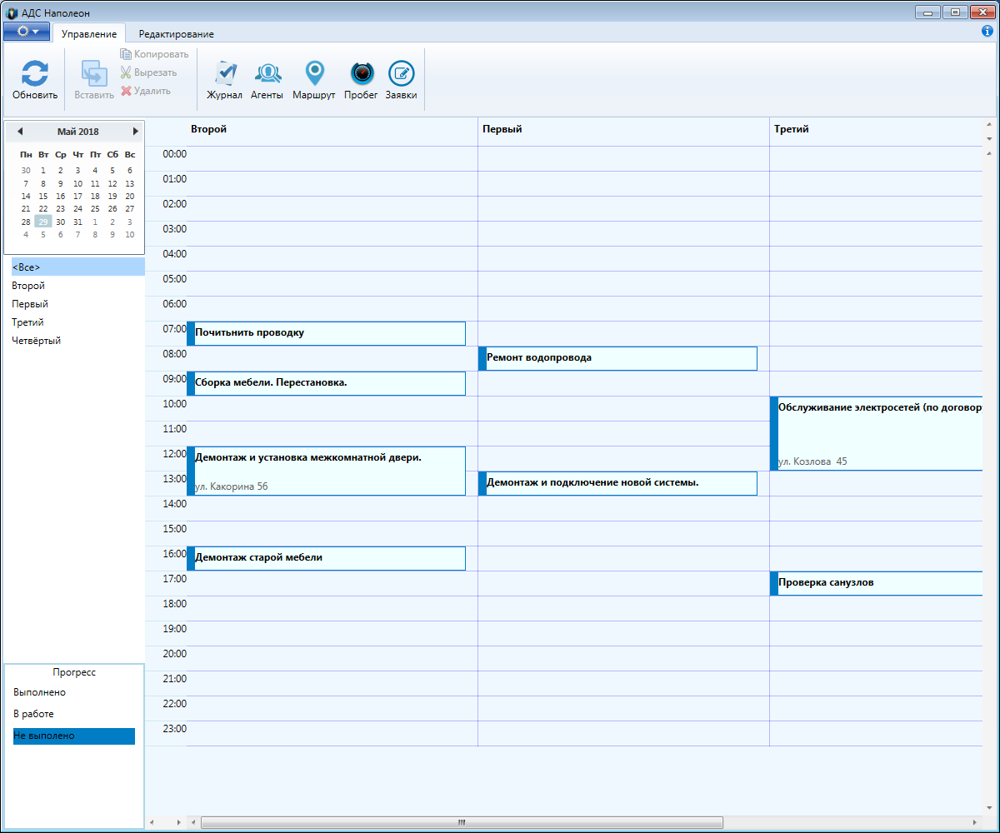 АДС Наполеон
Управление Редактирование
Обновить
Вставить
Копировать
Вырезать
Удалить
Журнал Агенты Маршрут Пробег Заявки
Май 2018
Пн Вт Ср Чт Пт Сб Вс
30 1 2 3 4 5 6
7 8 9 10 11 12 13
14 15 16 17 18 19 20
21 22 23 24 25 26 27
28 29 30 31 1 2 3
4 5 6 7 8 9 10
<Все>
Второй
Первый
Третий
Четвёртый
Прогресс
Выполнено
В работе
Не выполено
Второй Первый Третий
00:00
01:00
02:00
03:00
04:00
05:00
06:00
07:00 Почитьнить проводку
08:00 Ремонт водопровода
09:00 Сборка мебели. Перестановка.
10:00 Обслуживание электросетей (по договор
11:00
12:00 Демонтаж и установка межкомнатной двери.
ул. Козлова 45
13:00 Демонтаж и подключение новой системы.
ул. Какорина 56
14:00
15:00
16:00 Демонтаж старой мебели
17:00 Проверка санузлов
18:00
19:00
20:00
21:00
22:00
23:00